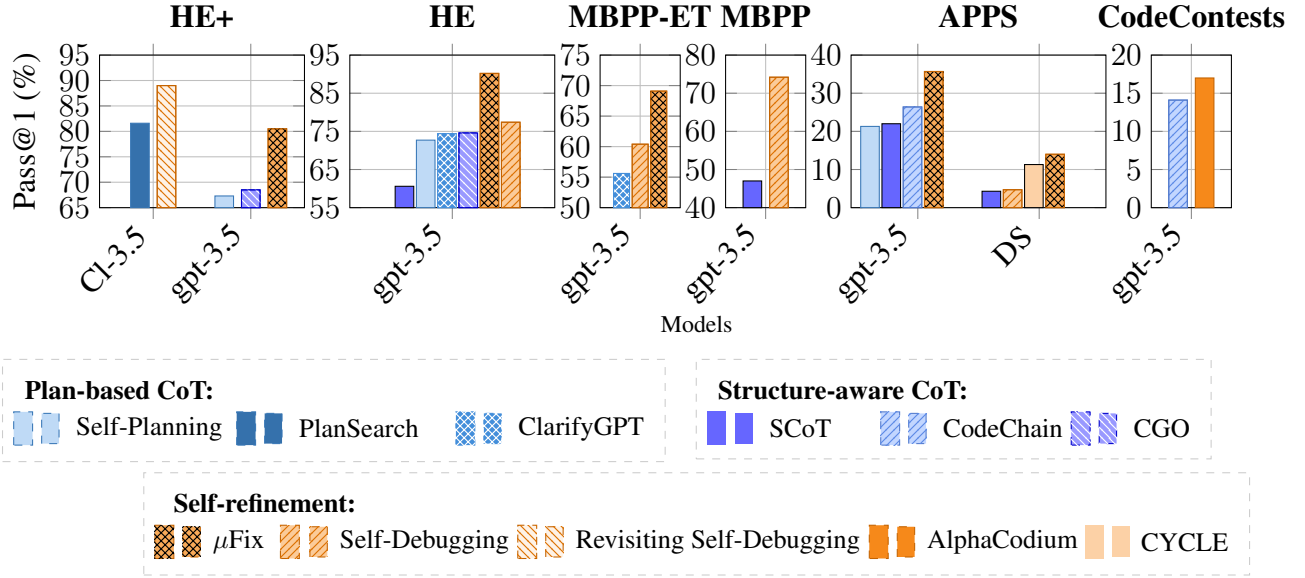 HE+ HE MBPP-ET MBPP APPS CodeContests
Pass@1 (%)
95
90
85
80
75
70
65
Cl-3.5 gpt-3.5
95
85
75
65
55
gpt-3.5
75
70
65
60
55
50
gpt-3.5
80
70
60
50
40
gpt-3.5
40
30
20
10
0
gpt-3.5 DS
20
15
10
5
0
gpt-3.5
Models
Plan-based CoT:
Self-Planning PlanSearch ClarifyGPT
Structure-aware CoT:
SCoT CodeChain CGO
Self-refinement:
μFix Self-Debugging Revisiting Self-Debugging AlphaCodium CYCLE